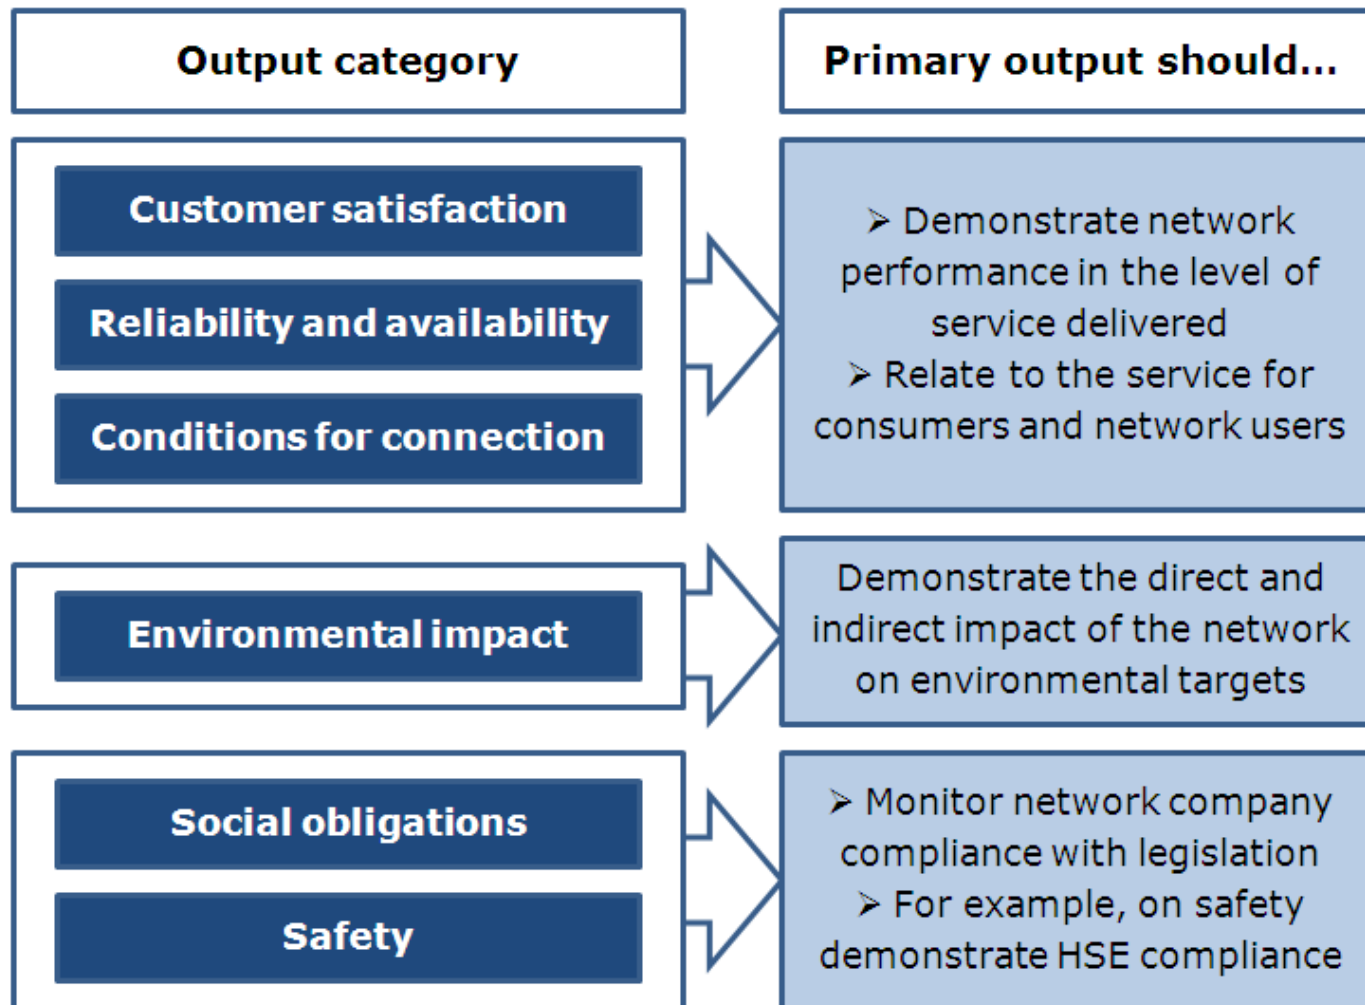 Output category
Primary output should...
Customer satisfaction
Reliability and availability
Conditions for connection
➢ Demonstrate network
performance in the level of
service delivered
➢ Relate to the service for
consumers and network users
Environmental impact
Demonstrate the direct and
indirect impact of the network
on environmental targets
Social obligations
Safety
➢ Monitor network company
compliance with legislation
➢ For example, on safety
demonstrate HSE compliance